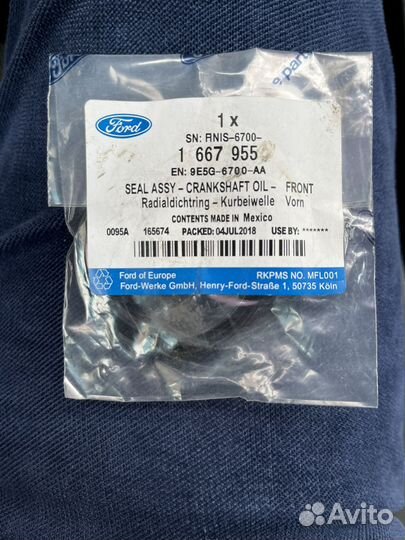 e-parts
Ford
1 x
SN: RNIS-6700-
1 667 955
EN: 9E5G-6700-AA
SEAL ASSY - CRANKSHAFT OIL - FRONT
Radialdichtring - Kurbelwelle Vorn
CONTENTS MADE IN Mexico
0095A 165674 PACKED: 04JUL2018 USE BY: *******
Ford of Europe RKPMS NO. MFL001
Ford-Werke GmbH, Henry-Ford-Straße 1, 50735 Köln
Avito